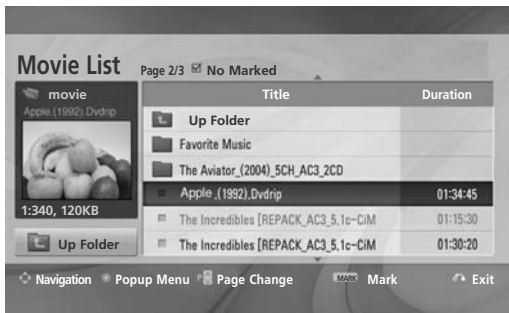 Movie List Page 2/3 No Marked
movie
Apple.(1992).Dvdrip
1:340, 120KB
Up Folder
Title Duration
Up Folder
Favorite Music
The Aviator_(2004)_5CH_AC3_2CD
Apple.(1992).Dvdrip 01:34:45
The Incredibles [REPACK_AC3_5.1c-CiM 01:15:30
The Incredibles [REPACK_AC3_5.1c-CiM 01:30:20
Navigation Popup Menu P Page Change MARK Mark Exit